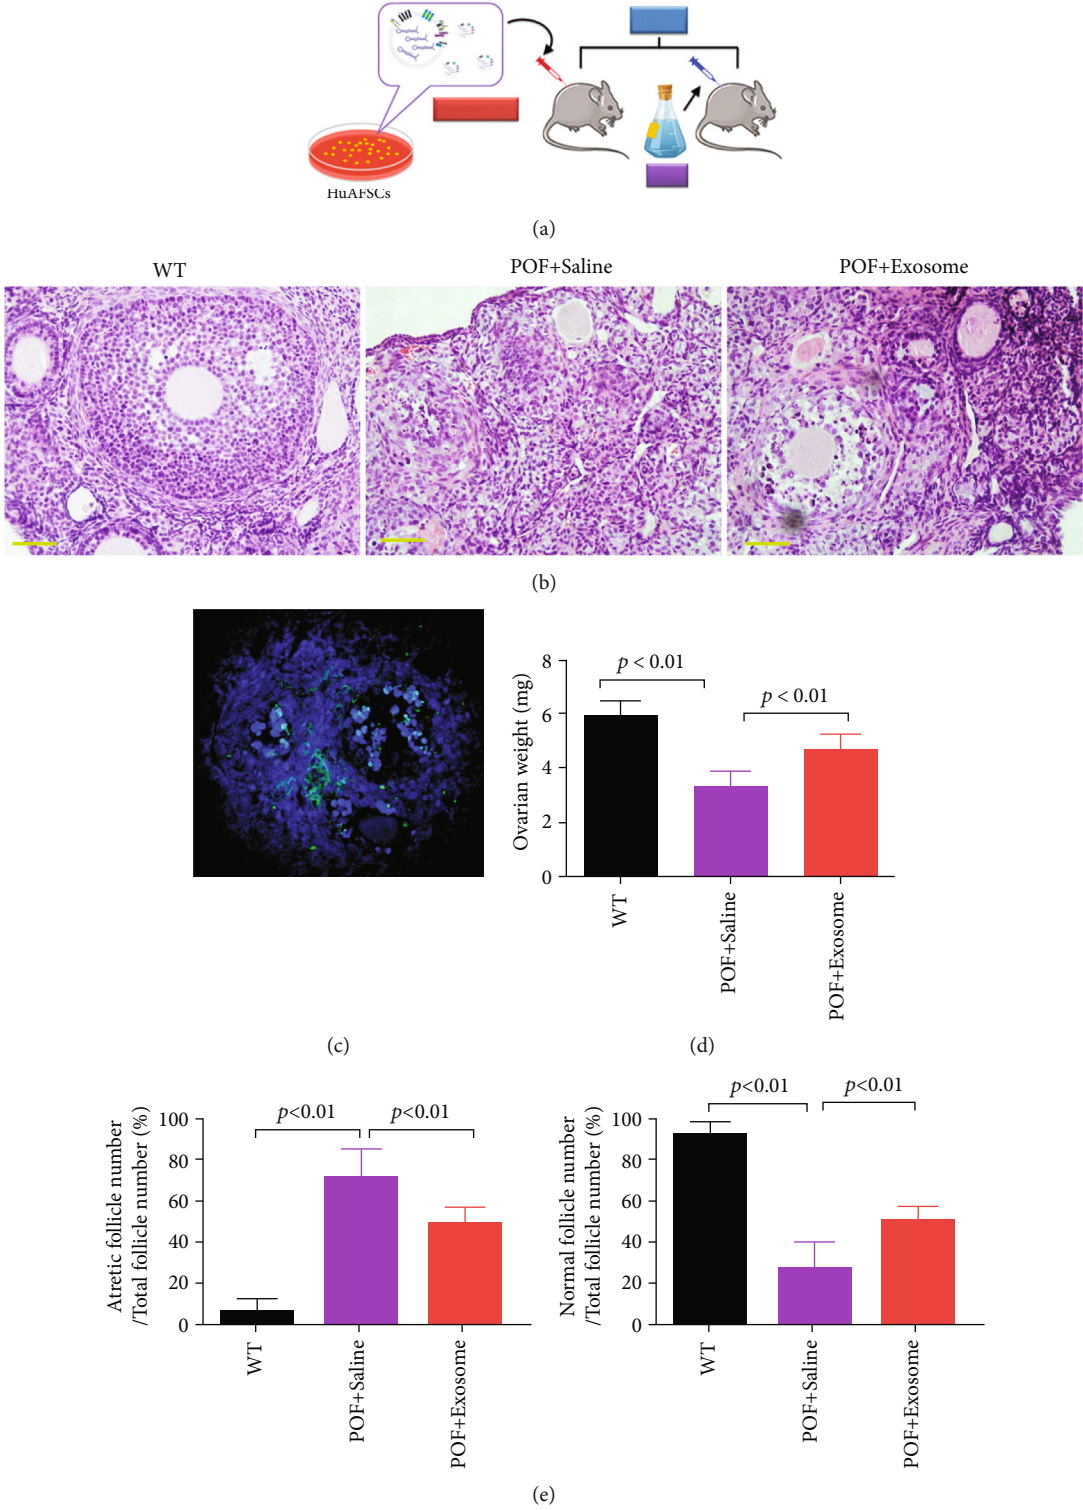 HuAFSCs
(a)
WT
POF+Saline
POF+Exosome
(b)
Ovarian weight (mg)
8
6
4
2
0
p < 0.01
p < 0.01
WT
POF+Saline
POF+Exosome
(c)
(d)
Atretic follicle number
/Total follicle number (%)
100
80
60
40
20
0
p<0.01
p<0.01
WT
POF+Saline
POF+Exosome
Normal follicle number
/Total follicle number (%)
100
80
60
40
20
0
p<0.01
p<0.01
WT
POF+Saline
POF+Exosome
(e)